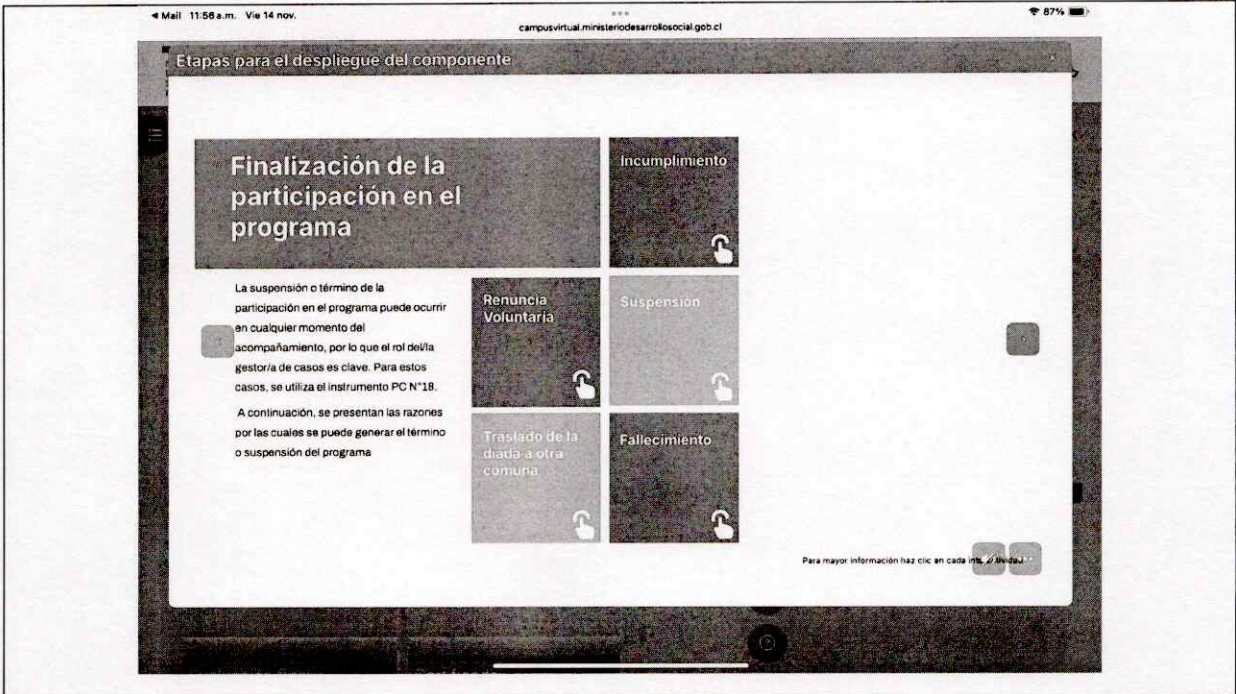 Mail 11:56 a.m. Vie 14 nov.
campusvirtual.ministeriodesarrollosocial.gob.cl
87%
Etapas para el despliegue del componente
Finalización de la
participación en el
programa
La suspensión o término de la
participación en el programa puede ocurrir
en cualquier momento del
acompañamiento, por lo que el rol del/la
gestor/a de casos es clave. Para estos
casos, se utiliza el instrumento PC N°18.
A continuación, se presentan las razones
por las cuales se puede generar el término
o suspensión del programa
Incumplimiento
Renuncia
Voluntaria
Suspensión
Traslado de la
diada a otra
comuna
Fallecimiento
Para mayor información haz clic en cada